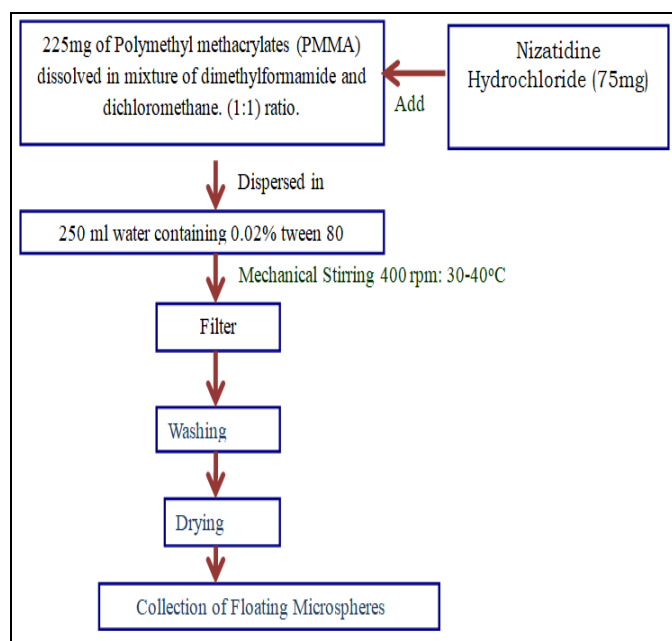 225mg of Polymethyl methacrylates (PMMA)
dissolved in mixture of dimethylformamide and
dichloromethane. (1:1) ratio.
Nizatidine
Hydrochloride (75mg)
Add
Dispersed in
250 ml water containing 0.02% tween 80
Mechanical Stirring 400 rpm: 30-40°C
Filter
Washing
Drying
Collection of Floating Microspheres